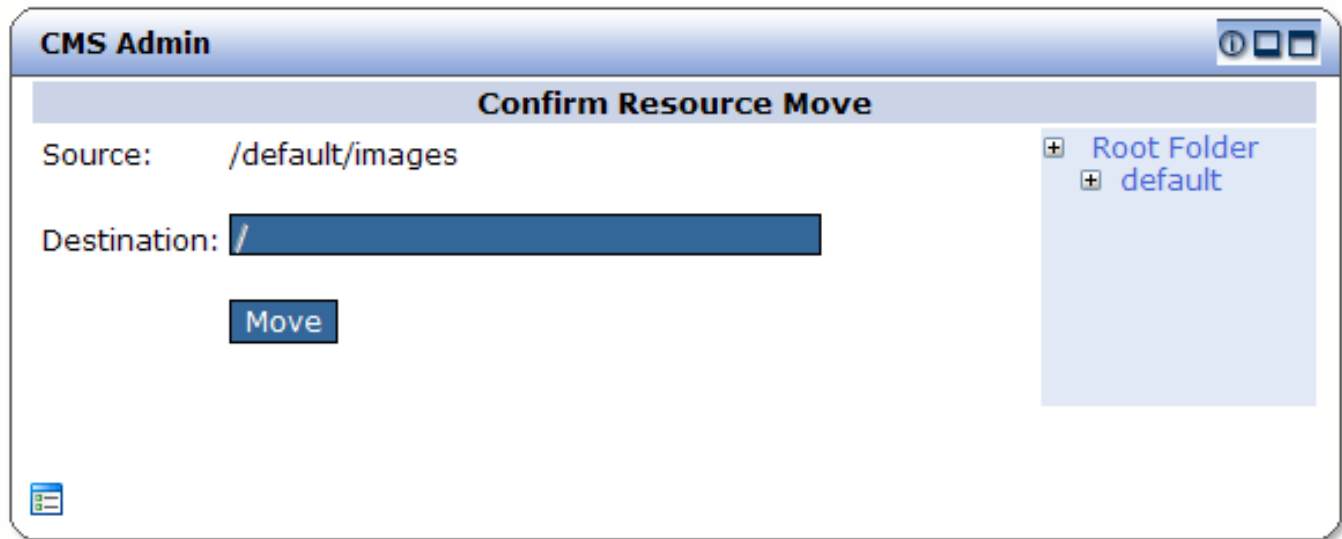 CMS Admin
Confirm Resource Move
Source: /default/images
Root Folder
default
Destination: /
Move